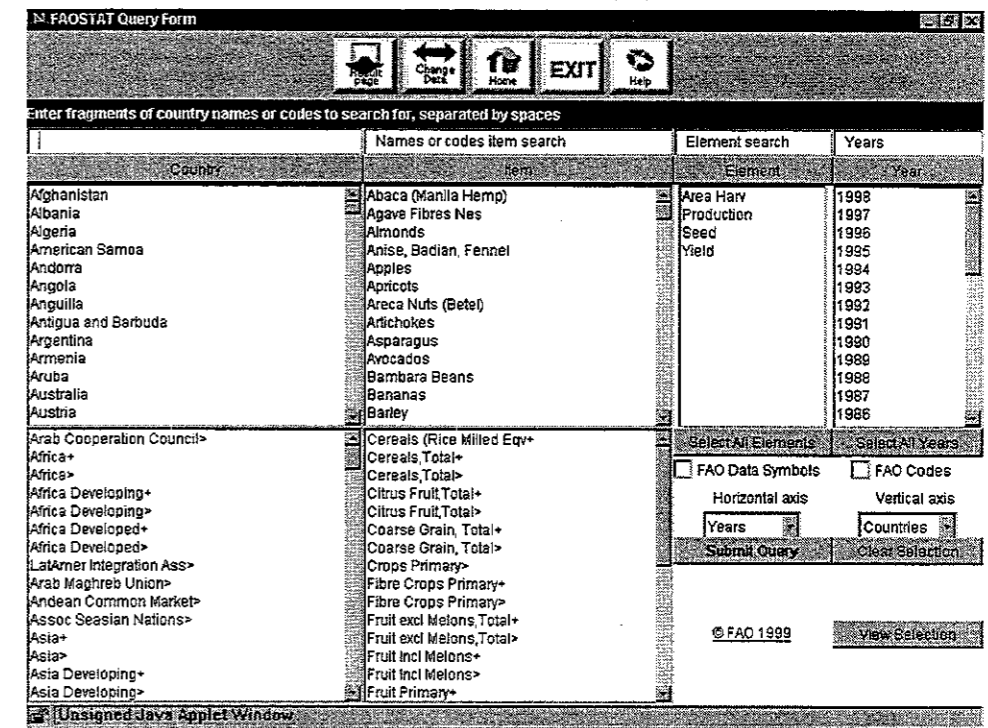 FAOSTAT Query Form
Result page
Change Data
Home
EXIT
Help
Enter fragments of country names or codes to search for, separated by spaces
Names or codes item search
Element search
Years
Country
Item
Element
Year
Afghanistan
Albania
Algeria
American Samoa
Andorra
Angola
Anguilla
Antigua and Barbuda
Argentina
Armenia
Aruba
Australia
Austria
Abaca (Manila Hemp)
Agave Fibres Nes
Almonds
Anise, Badian, Fennel
Apples
Apricots
Areca Nuts (Betel)
Artichokes
Asparagus
Avocados
Bambara Beans
Bananas
Barley
Area Harv
Production
Seed
Yield
1998
1997
1996
1995
1994
1993
1992
1991
1990
1989
1988
1987
1986
Arab Cooperation Council>
Africa+
Africa>
Africa Developing+
Africa Developing>
Africa Developed+
Africa Developed>
LatAmer Integration Ass>
Arab Maghreb Union>
Andean Common Market>
Assoc Seasian Nations>
Asia+
Asia>
Asia Developing+
Asia Developing>
Cereals (Rice Milled Eqv+
Cereals,Total+
Cereals,Total>
Citrus Fruit,Total+
Citrus Fruit,Total>
Coarse Grain, Total+
Coarse Grain, Total>
Crops Primary>
Fibre Crops Primary+
Fibre Crops Primary>
Fruit excl Melons,Total+
Fruit excl Melons,Total>
Fruit Incl Melons+
Fruit Incl Melons>
Fruit Primary+
Select All Elements
Select All Years
FAO Data Symbols
FAO Codes
Horizontal axis
Vertical axis
Years
Countries
Submit Query
Clear Selection
© FAO 1999
View Selection
Unsigned Java Applet Window